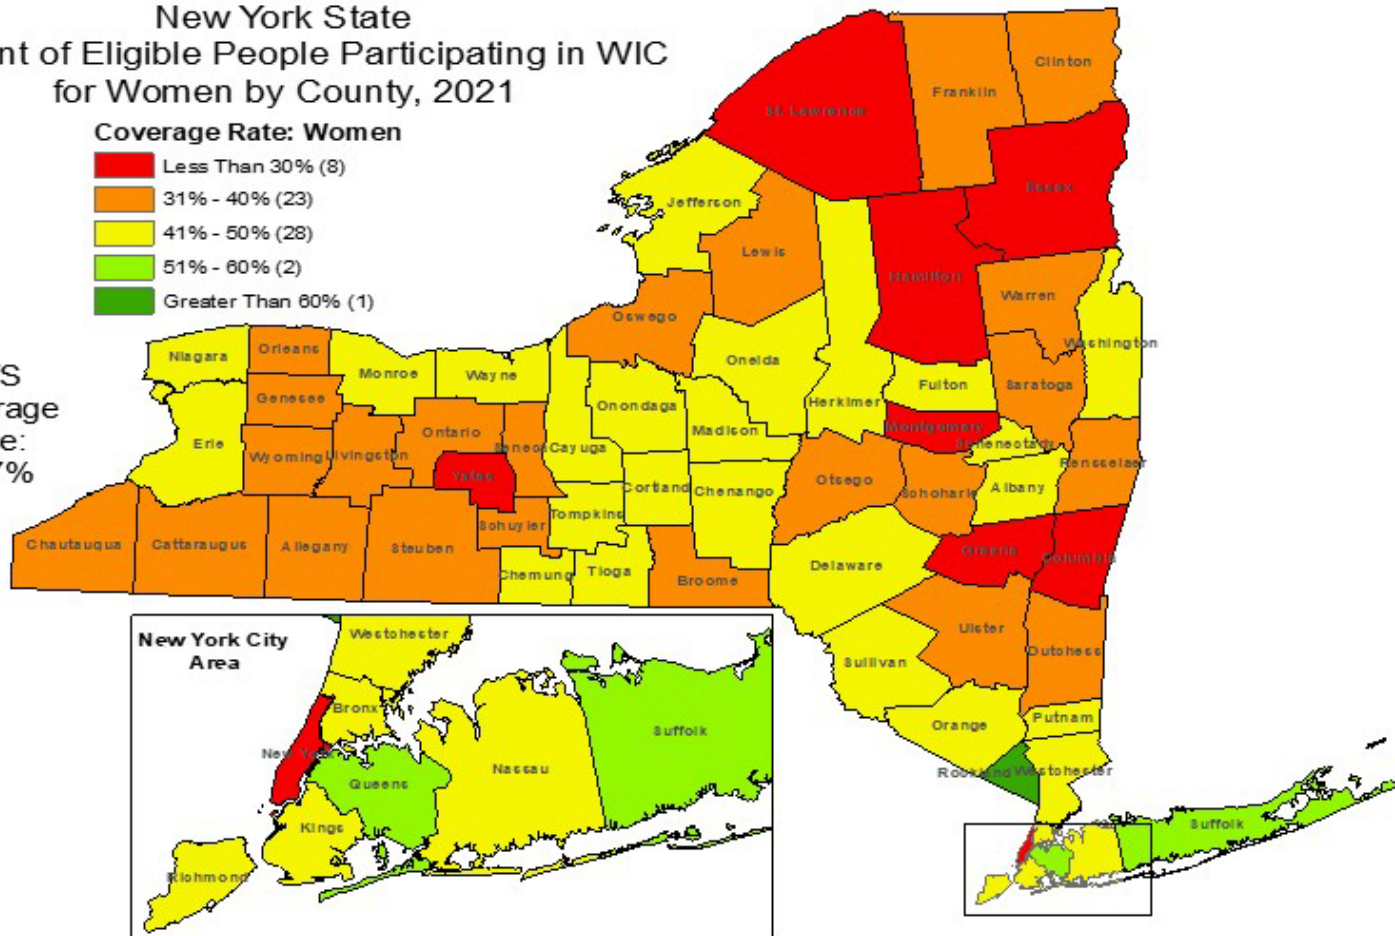 New York State
nt of Eligible People Participating in WIC
for Women by County, 2021
Coverage Rate: Women
Less Than 30% (8)
31% - 40% (23)
41% - 50% (28)
51% - 60% (2)
Greater Than 60% (1)
S
rage
e:
%
Clinton
Franklin
St. Lawrence
Essex
Jefferson
Lewis
Hamilton
Warren
Oswego
Washington
Niagara
Orleans
Monroe
Wayne
Oneida
Fulton
Saratoga
Genesee
Onondaga
Herkimer
Madison
Montgomery
Schenectady
Erie
Ontario
Seneca
Cayuga
Wyoming
Livingston
Rensselaer
Yates
Otsego
Schoharie
Albany
Cortland
Chenango
Tompkins
Schuyler
Chautauqua
Cattaraugus
Allegany
Steuben
Greene
Columbia
Delaware
Chemung
Tioga
Broome
Ulster
Dutchess
Sullivan
Orange
Putnam
Rockland
Westchester
Suffolk
New York City
Area
Westchester
Bronx
New York
Suffolk
Nassau
Queens
Kings
Richmond